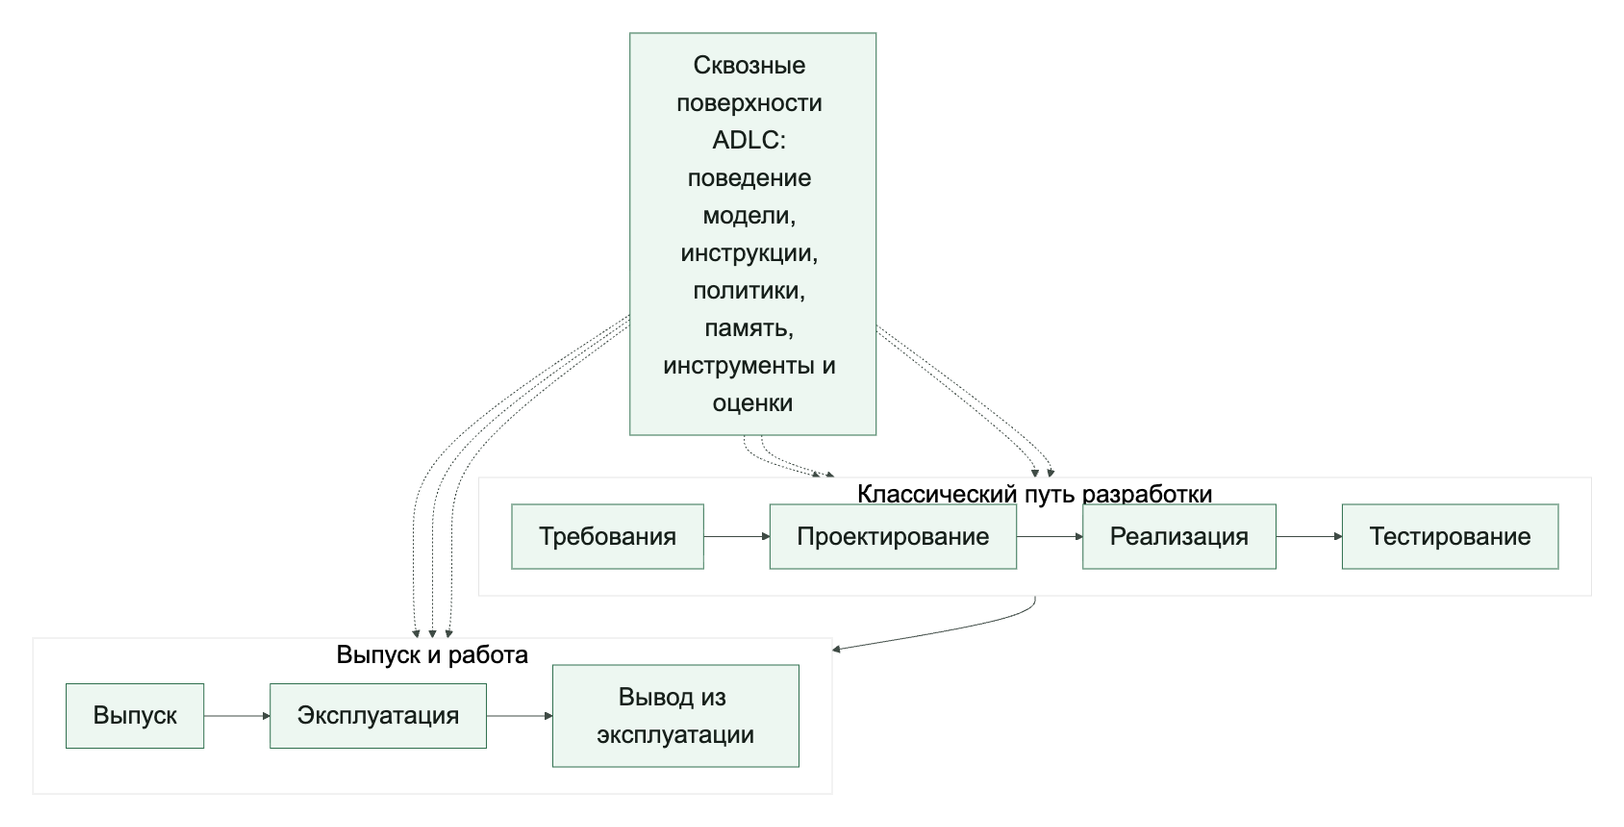 Сквозные
поверхности
ADLC:
поведение
модели,
инструкции,
политики,
память,
инструменты и
оценки
Классический путь разработки
Требования
Проектирование
Реализация
Тестирование
Выпуск и работа
Выпуск
Эксплуатация
Вывод из
эксплуатации